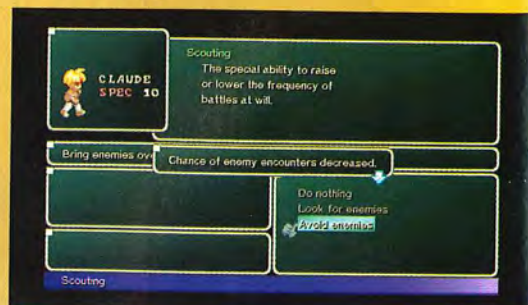 CLAUDE
SPEC 10
Scouting
The special ability to raise
or lower the frequency of
battles at will.
Bring enemies
Chance of enemy encounters decreased.
Do nothing
Look for enemies
Avoid enemies
Scouting